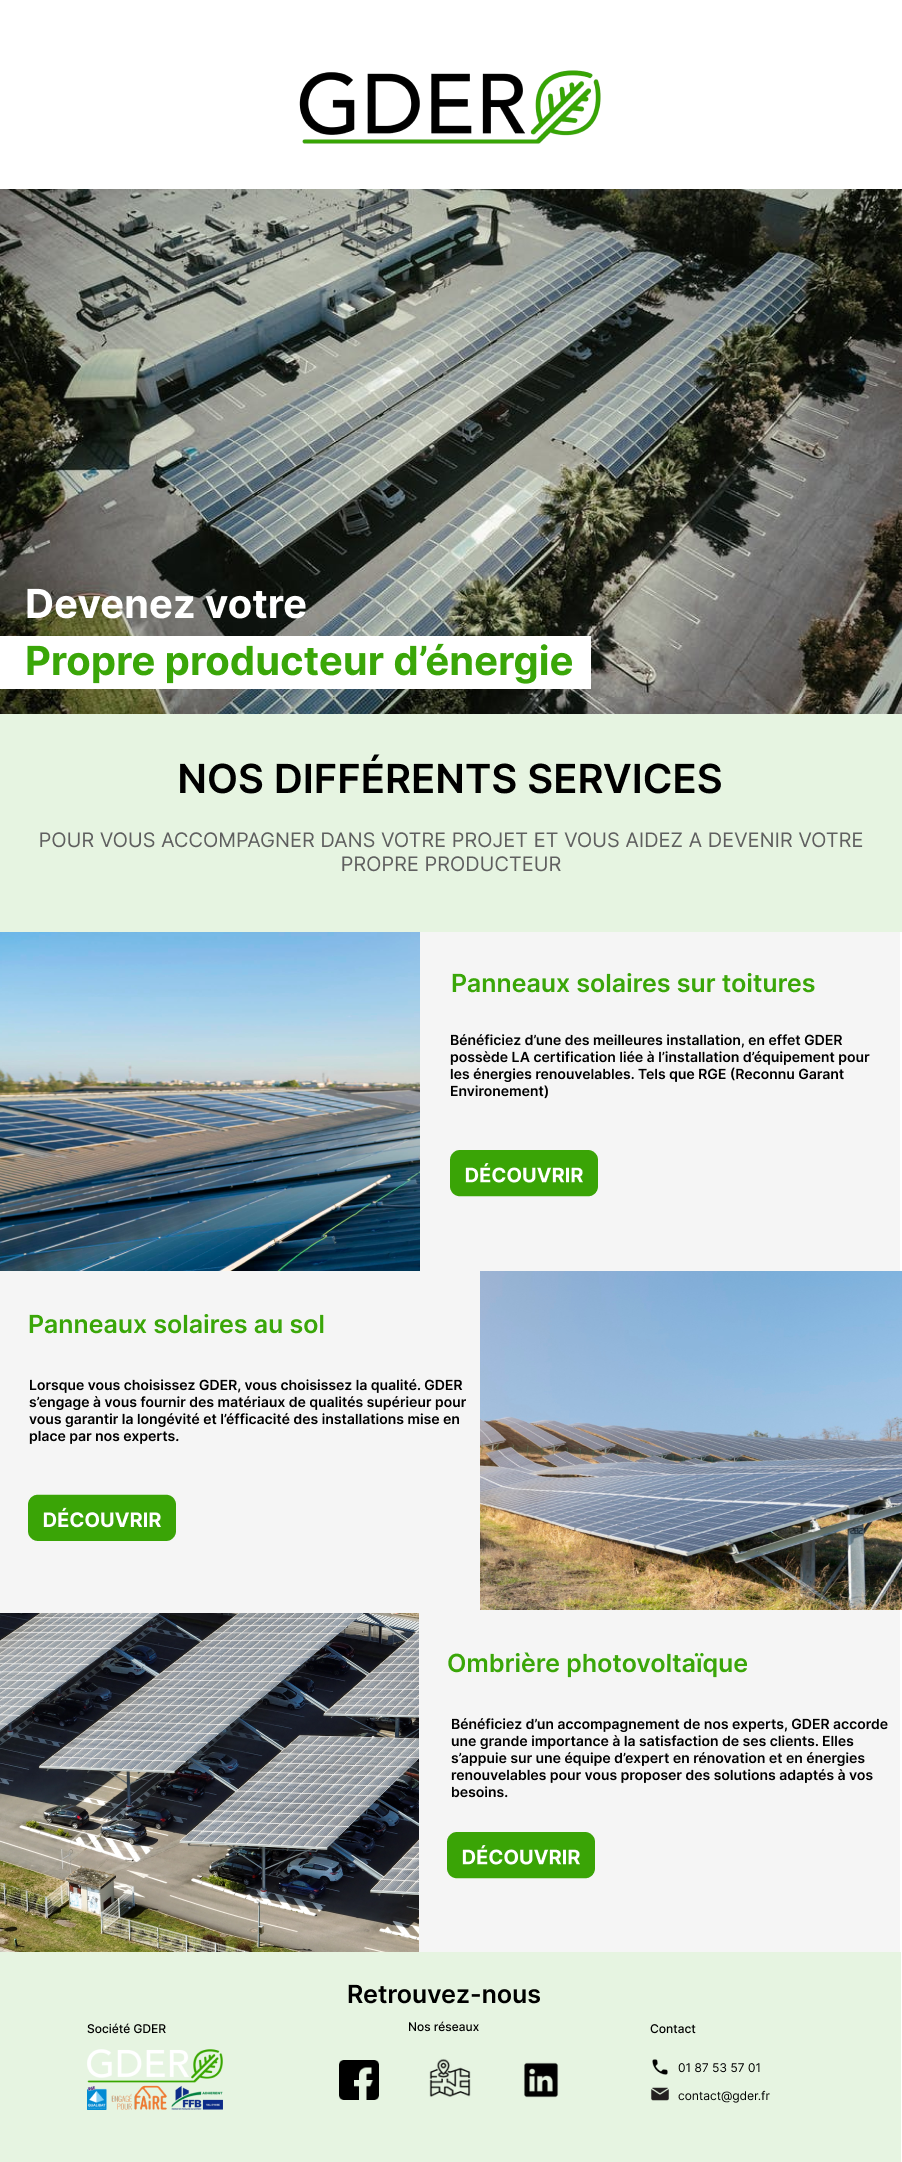 GDER
Devenez votre
Propre producteur d’énergie
NOS DIFFÉRENTS SERVICES
POUR VOUS ACCOMPAGNER DANS VOTRE PROJET ET VOUS AIDEZ A DEVENIR VOTRE
PROPRE PRODUCTEUR
Panneaux solaires sur toitures
Bénéficiez d’une des meilleures installation, en effet GDER
possède LA certification liée à l’installation d’équipement pour
les énergies renouvelables. Tels que RGE (Reconnu Garant
Environement)
DÉCOUVRIR
Panneaux solaires au sol
Lorsque vous choisissez GDER, vous choisissez la qualité. GDER
s’engage à vous fournir des matériaux de qualités supérieur pour
vous garantir la longévité et l’éfficacité des installations mise en
place par nos experts.
DÉCOUVRIR
Ombrière photovoltaïque
Bénéficiez d’un accompagnement de nos experts, GDER accorde
une grande importance à la satisfaction de ses clients. Elles
s’appuie sur une équipe d’expert en rénovation et en énergies
renouvelables pour vous proposer des solutions adaptés à vos
besoins.
DÉCOUVRIR
Retrouvez-nous
Société GDER
Nos réseaux
Contact
GDER
ENGAGÉ
POUR FAIRE
FFB
in
01 87 53 57 01
contact@gder.fr